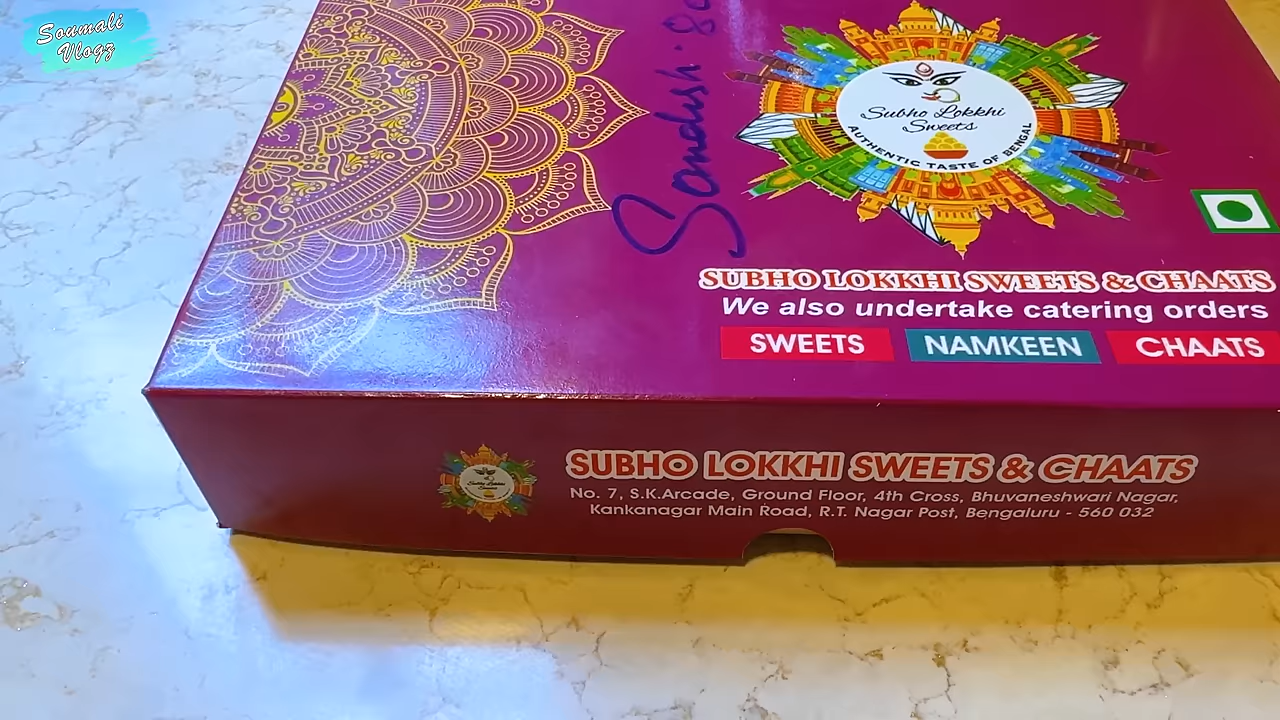 Soumali
Vlogz
Sandesh
Subho Lokkhi
Sweets
AUTHENTIC TASTE OF BENGAL
SUBHO LOKKHI SWEETS & CHAATS
We also undertake catering orders
SWEETS NAMKEEN CHAATS
SUBHO LOKKHI SWEETS & CHAATS
No. 7, S.K.Arcade, Ground Floor, 4th Cross, Bhuvaneshwari Nagar,
Kankanagar Main Road, R.T. Nagar Post, Bengaluru - 560 032